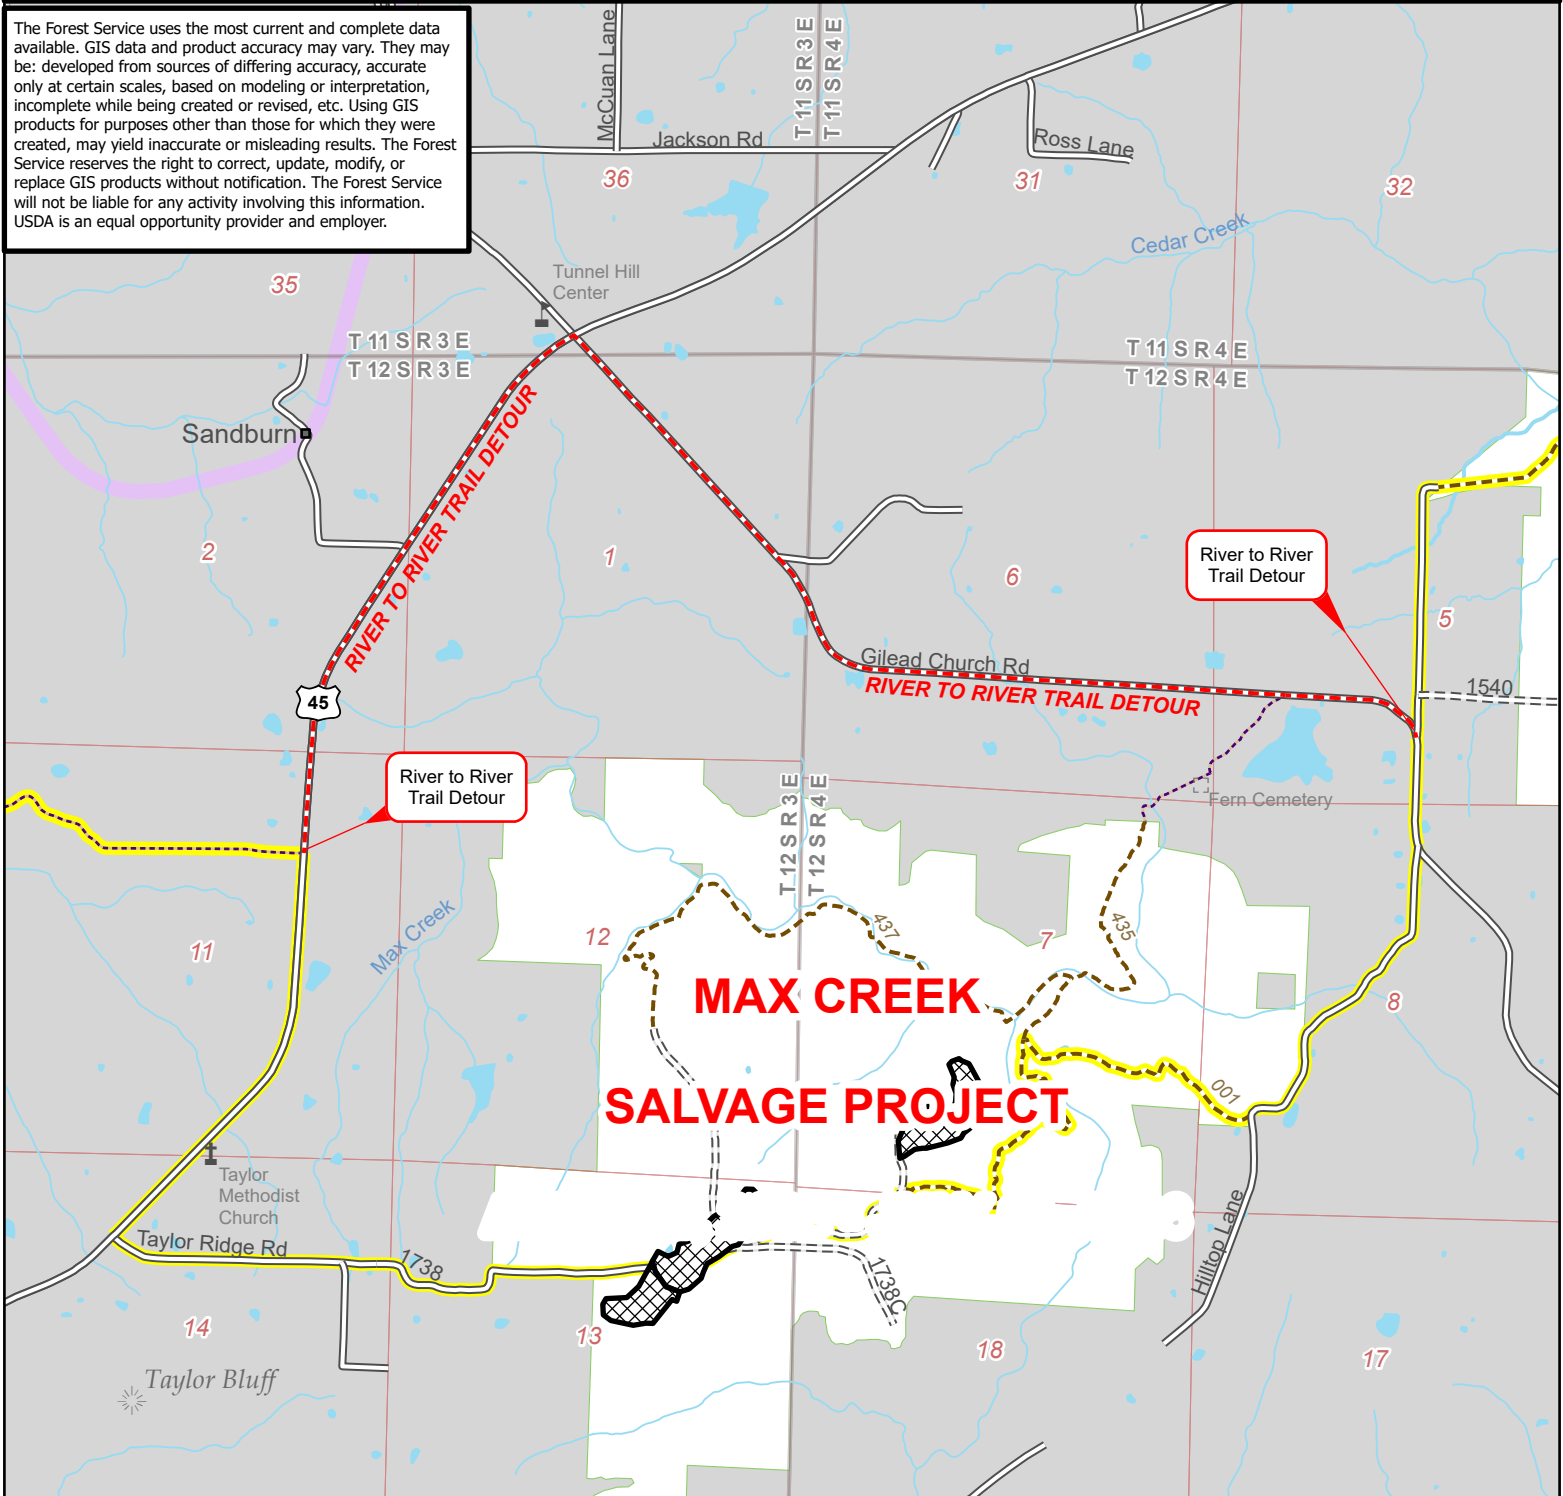 The Forest Service uses the most current and complete data
available. GIS data and product accuracy may vary. They may
be: developed from sources of differing accuracy, accurate
only at certain scales, based on modeling or interpretation,
incomplete while being created or revised, etc. Using GIS
products for purposes other than those for which they were
created, may yield inaccurate or misleading results. The Forest
Service reserves the right to correct, update, modify, or
replace GIS products without notification. The Forest Service
will not be liable for any activity involving this information.
USDA is an equal opportunity provider and employer.
McCuan Lane
T 11 S R 3 E
T 11 S R 4 E
Jackson Rd
Ross Lane
36
31
32
Cedar Creek
Tunnel Hill
Center
35
T 11 S R 3 E
T 12 S R 3 E
T 11 S R 4 E
T 12 S R 4 E
Sandburn
RIVER TO RIVER TRAIL DETOUR
2
1
6
River to River
Trail Detour
5
Gilead Church Rd
RIVER TO RIVER TRAIL DETOUR
1540
45
River to River
Trail Detour
T 12 S R 3 E
T 12 S R 4 E
Fern Cemetery
Max Creek
11
12
437
7
435
MAX CREEK
8
001
SALVAGE PROJECT
Taylor
Methodist
Church
Taylor Ridge Rd
1738
1738C
Hilltop Lane
14
13
18
17
Taylor Bluff